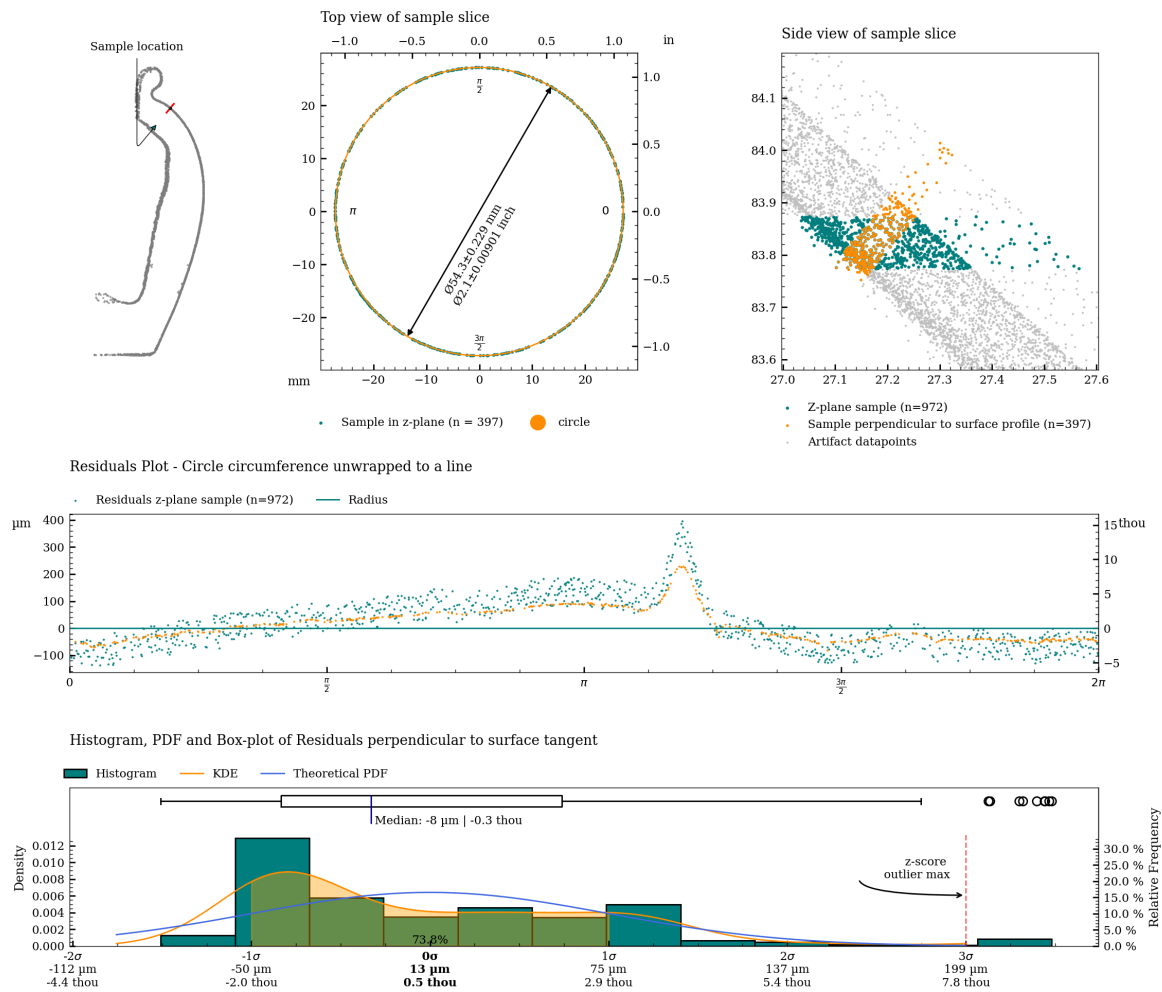 Sample location
Top view of sample slice
−1.0 −0.5 0.0 0.5 1.0 in
20
10
0
−10
−20
mm
−20 −10 0 10 20
1.0
0.5
0.0
−0.5
−1.0
π/2
π
0
3π/2
Ø54.3±0.229 mm
Ø2.1±0.00901 inch
Sample in z-plane (n = 397)
circle
Side view of sample slice
84.1
84.0
83.9
83.8
83.7
83.6
27.0 27.1 27.2 27.3 27.4 27.5 27.6
Z-plane sample (n=972)
Sample perpendicular to surface profile (n=397)
Artifact datapoints
Residuals Plot - Circle circumference unwrapped to a line
Residuals z-plane sample (n=972)
Radius
µm
400
300
200
100
0
−100
15 thou
10
5
0
−5
0 π/2 π 3π/2 2π
Histogram, PDF and Box-plot of Residuals perpendicular to surface tangent
Histogram
KDE
Theoretical PDF
Median: -8 µm | -0.3 thou
Density
0.012
0.010
0.008
0.006
0.004
0.002
0.000
z-score
outlier max
73.8%
Relative Frequency
30.0 %
25.0 %
20.0 %
15.0 %
10.0 %
5.0 %
0.0 %
-2σ -1σ 0σ 1σ 2σ 3σ
-112 µm -50 µm 13 µm 75 µm 137 µm 199 µm
-4.4 thou -2.0 thou 0.5 thou 2.9 thou 5.4 thou 7.8 thou